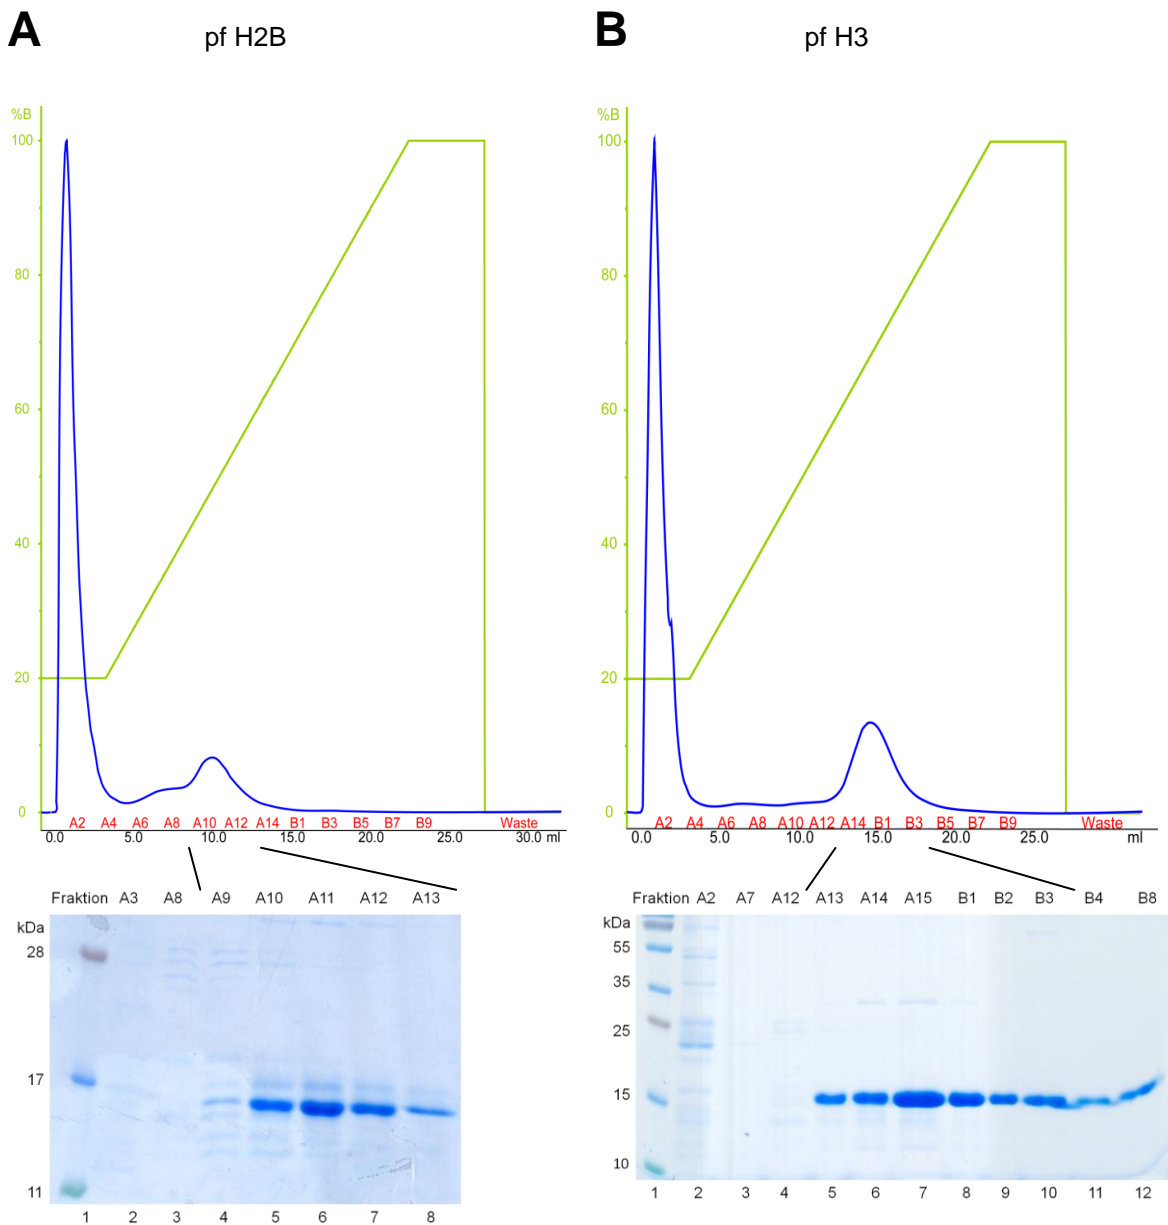 A
pf H2B
%B
100
80
60
40
20
0
A2 A4 A6 A8 A10 A12 A14 B1 B3 B5 B7 B9 Waste
0.0 5.0 10.0 15.0 20.0 25.0 30.0 ml
Fraktion A3 A8 A9 A10 A11 A12 A13
kDa
28
17
11
1 2 3 4 5 6 7 8
B
pf H3
%B
100
80
60
40
20
0
A2 A4 A6 A8 A10 A12 A14 B1 B3 B5 B7 B9 Waste
0.0 5.0 10.0 15.0 20.0 25.0 ml
Fraktion A2 A7 A12 A13 A14 A15 B1 B2 B3 B4 B8
kDa
55
35
25
15
10
1 2 3 4 5 6 7 8 9 10 11 12